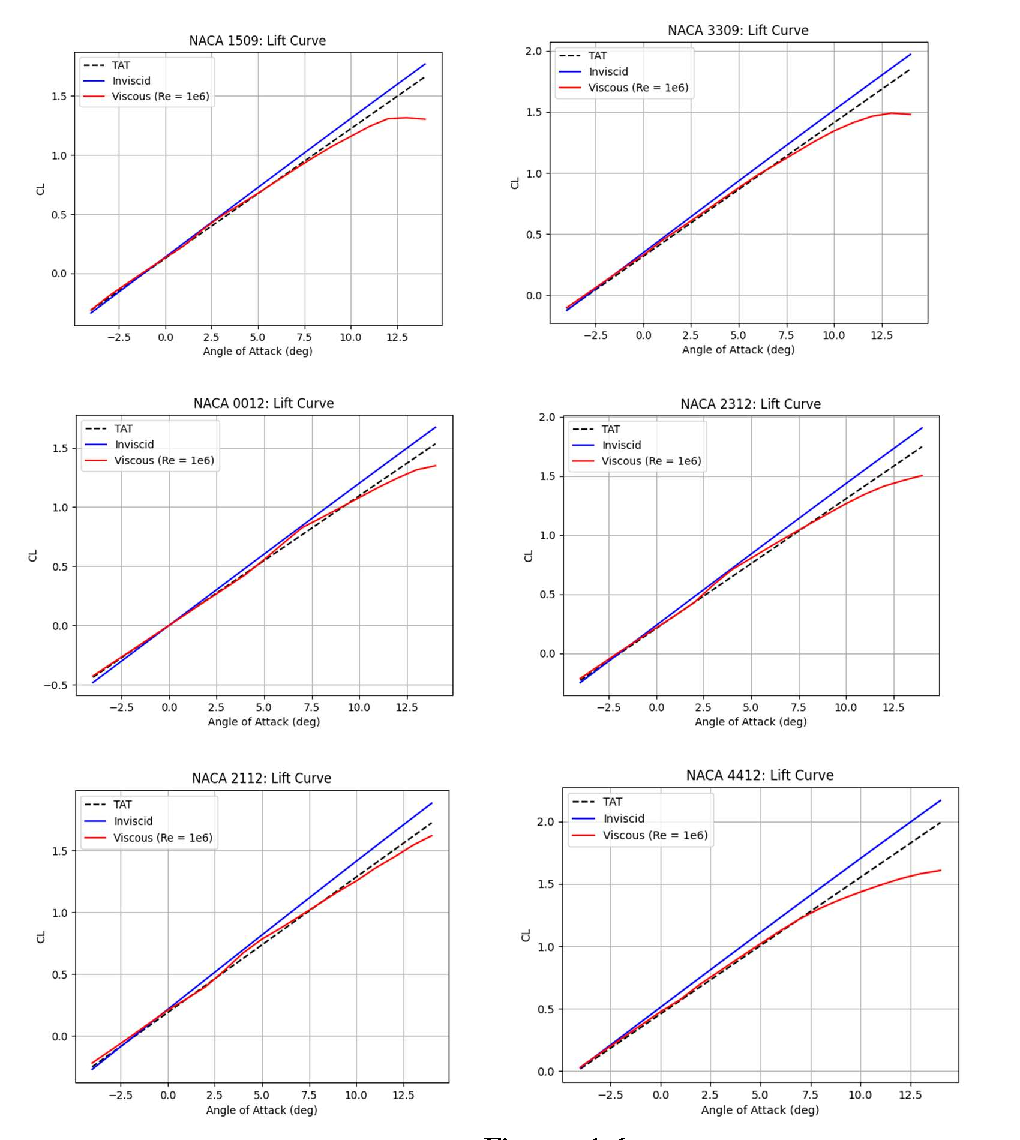 NACA 1509: Lift Curve
TAT
Inviscid
Viscous (Re = 1e6)
1.5
1.0
0.5
0.0
CL
−2.5 0.0 2.5 5.0 7.5 10.0 12.5
Angle of Attack (deg)
NACA 3309: Lift Curve
TAT
Inviscid
Viscous (Re = 1e6)
2.0
1.5
1.0
0.5
0.0
CL
−2.5 0.0 2.5 5.0 7.5 10.0 12.5
Angle of Attack (deg)
NACA 0012: Lift Curve
TAT
Inviscid
Viscous (Re = 1e6)
1.5
1.0
0.5
0.0
−0.5
CL
−2.5 0.0 2.5 5.0 7.5 10.0 12.5
Angle of Attack (deg)
NACA 2312: Lift Curve
TAT
Inviscid
Viscous (Re = 1e6)
2.0
1.5
1.0
0.5
0.0
CL
−2.5 0.0 2.5 5.0 7.5 10.0 12.5
Angle of Attack (deg)
NACA 2112: Lift Curve
TAT
Inviscid
Viscous (Re = 1e6)
1.5
1.0
0.5
0.0
CL
−2.5 0.0 2.5 5.0 7.5 10.0 12.5
Angle of Attack (deg)
NACA 4412: Lift Curve
TAT
Inviscid
Viscous (Re = 1e6)
2.0
1.5
1.0
0.5
0.0
CL
−2.5 0.0 2.5 5.0 7.5 10.0 12.5
Angle of Attack (deg)